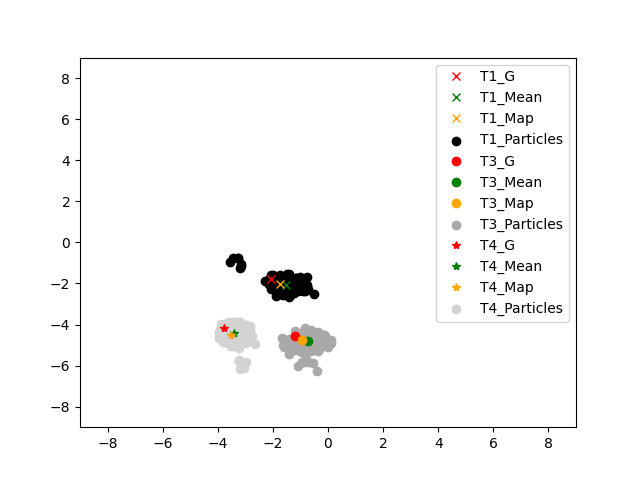 8
6
4
2
0
−2
−4
−6
−8
−8
−6
−4
−2
0
2
4
6
8
T1_G
T1_Mean
T1_Map
T1_Particles
T3_G
T3_Mean
T3_Map
T3_Particles
T4_G
T4_Mean
T4_Map
T4_Particles